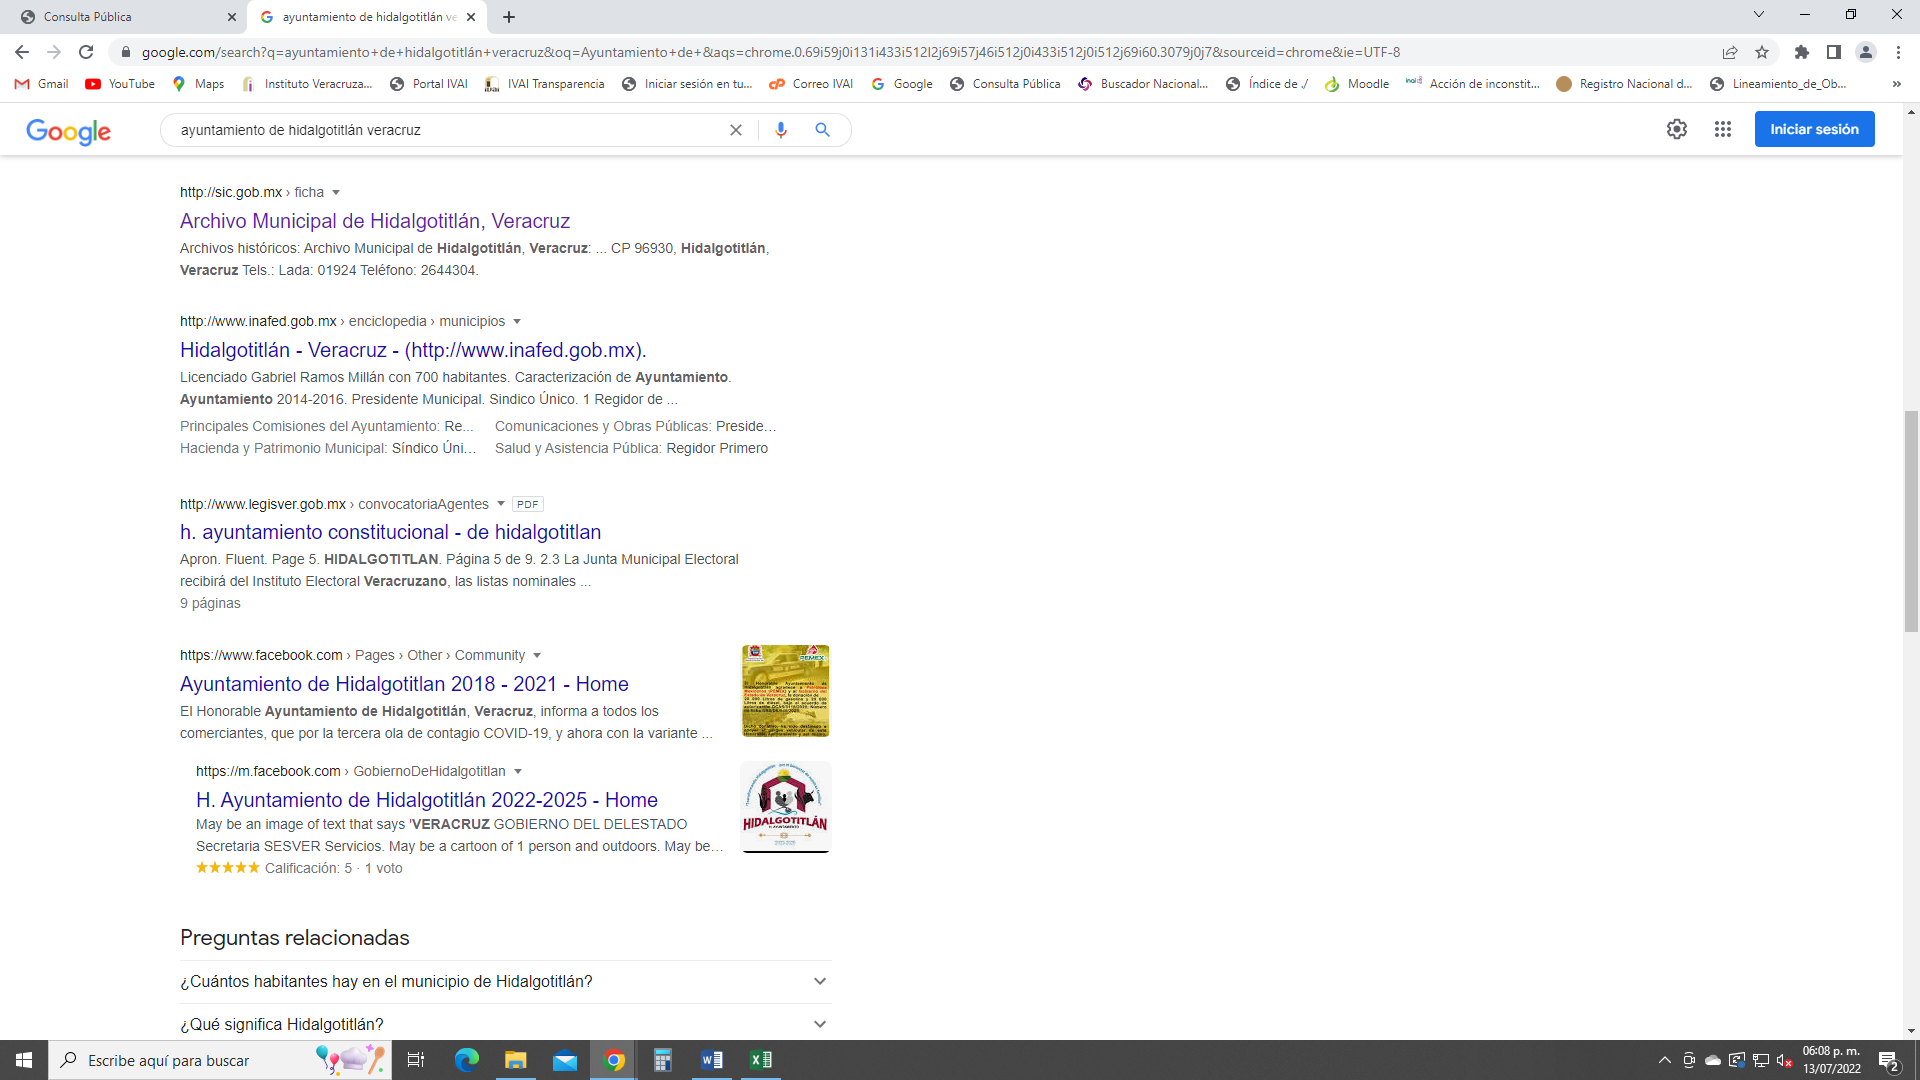 Consulta Pública
ayuntamiento de hidalgotitlán ve
google.com/search?q=ayuntamiento+de+hidalgotitlán+veracruz&oq=Ayuntamiento+de+&aqs=chrome.0.69i59j0i131i433i512l2j69i57j46i512j0i433i512j0i512j69i60.3079j0j7&sourceid=chrome&ie=UTF-8
Gmail YouTube Maps Instituto Veracruza... Portal IVAI IVAI Transparencia Iniciar sesión en tu... Correo IVAI Google Consulta Pública Buscador Nacional... Índice de ./ Moodle Acción de inconstit... Registro Nacional d... Lineamiento_de_Ob... »
Google
ayuntamiento de hidalgotitlán veracruz
Iniciar sesión
http://sic.gob.mx › ficha
Archivo Municipal de Hidalgotitlán, Veracruz
Archivos históricos: Archivo Municipal de Hidalgotitlán, Veracruz: ... CP 96930, Hidalgotitlán,
Veracruz Tels.: Lada: 01924 Teléfono: 2644304.
http://www.inafed.gob.mx › enciclopedia › municipios
Hidalgotitlán - Veracruz - (http://www.inafed.gob.mx).
Licenciado Gabriel Ramos Millán con 700 habitantes. Caracterización de Ayuntamiento.
Ayuntamiento 2014-2016. Presidente Municipal. Sindico Único. 1 Regidor de ...
Principales Comisiones del Ayuntamiento: Re... Comunicaciones y Obras Públicas: Preside…
Hacienda y Patrimonio Municipal: Síndico Úni... Salud y Asistencia Pública: Regidor Primero
http://www.legisver.gob.mx › convocatoriaAgentes PDF
h. ayuntamiento constitucional - de hidalgotitlan
Apron. Fluent. Page 5. HIDALGOTITLAN. Página 5 de 9. 2.3 La Junta Municipal Electoral
recibirá del Instituto Electoral Veracruzano, las listas nominales ...
9 páginas
https://www.facebook.com › Pages › Other › Community
Ayuntamiento de Hidalgotitlan 2018 - 2021 - Home
El Honorable Ayuntamiento de Hidalgotitlán, Veracruz, informa a todos los
comerciantes, que por la tercera ola de contagio COVID-19, y ahora con la variante ...
PEMEX
https://m.facebook.com › GobiernoDeHidalgotitlan
H. Ayuntamiento de Hidalgotitlán 2022-2025 - Home
May be an image of text that says 'VERACRUZ GOBIERNO DEL DELESTADO
Secretaria SESVER Servicios. May be a cartoon of 1 person and outdoors. May be…
Calificación: 5 · 1 voto
HIDALGOTITLÁN
H. AYUNTAMIENTO
Preguntas relacionadas
¿Cuántos habitantes hay en el municipio de Hidalgotitlán?
¿Qué significa Hidalgotitlán?
Escribe aquí para buscar
06:08 p. m.
13/07/2022
2